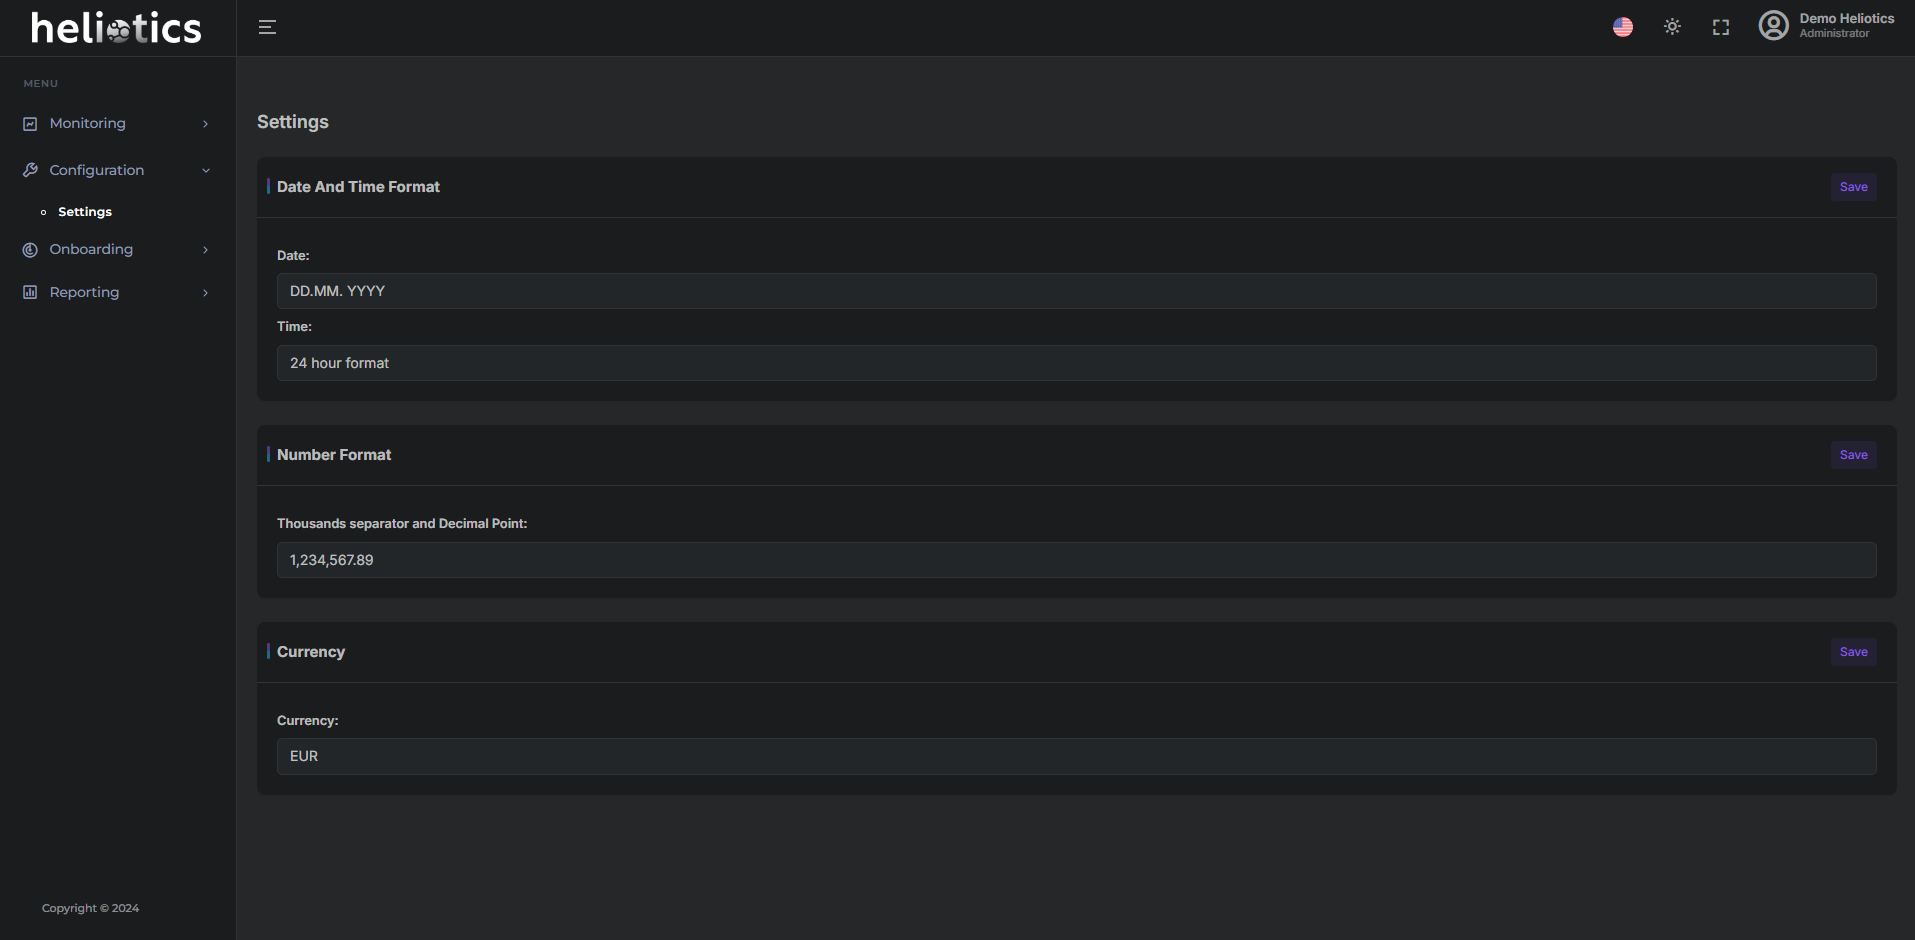 heliotics
Demo Heliotics
Administrator
MENU
Monitoring
Configuration
Settings
Onboarding
Reporting
Copyright © 2024
Settings
Date And Time Format
Save
Date:
DD.MM. YYYY
Time:
24 hour format
Number Format
Save
Thousands separator and Decimal Point:
1,234,567.89
Currency
Save
Currency:
EUR